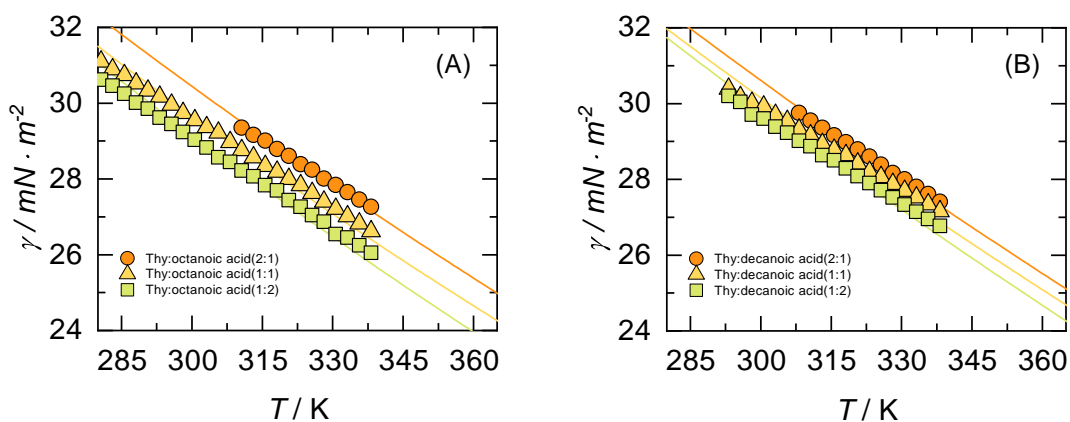 (A)
γ / mN · m⁻²
32
30
28
26
24
285 300 315 330 345 360
T / K
Thy:octanoic acid(2:1)
Thy:octanoic acid(1:1)
Thy:octanoic acid(1:2)
(B)
γ / mN · m⁻²
32
30
28
26
24
285 300 315 330 345 360
T / K
Thy:decanoic acid(2:1)
Thy:decanoic acid(1:1)
Thy:decanoic acid(1:2)